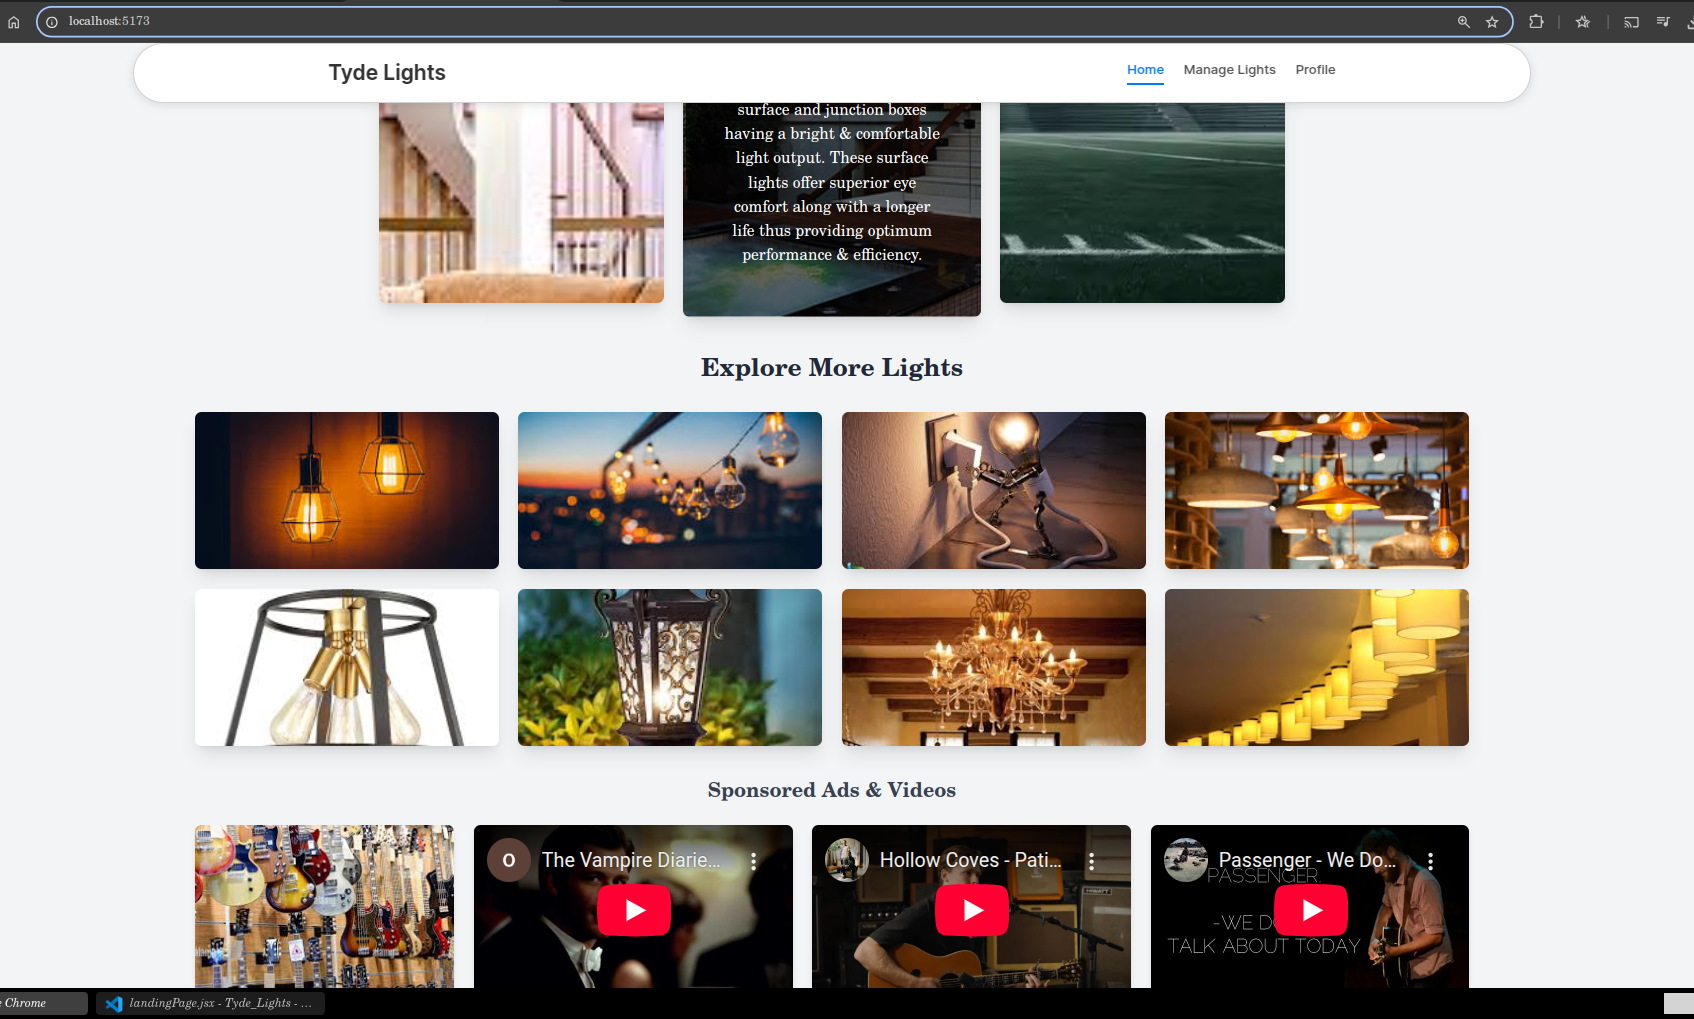 localhost:5173
Tyde Lights
Home
Manage Lights
Profile
surface and junction boxes
having a bright & comfortable
light output. These surface
lights offer superior eye
comfort along with a longer
life thus providing optimum
performance & efficiency.
Explore More Lights
Sponsored Ads & Videos
O
The Vampire Diarie...
Hollow Coves - Pati...
Passenger - We Do...
PASSENGER.
TALK ABOUT TODAY
Chrome
landingPage.jsx - Tyde_Lights - ...